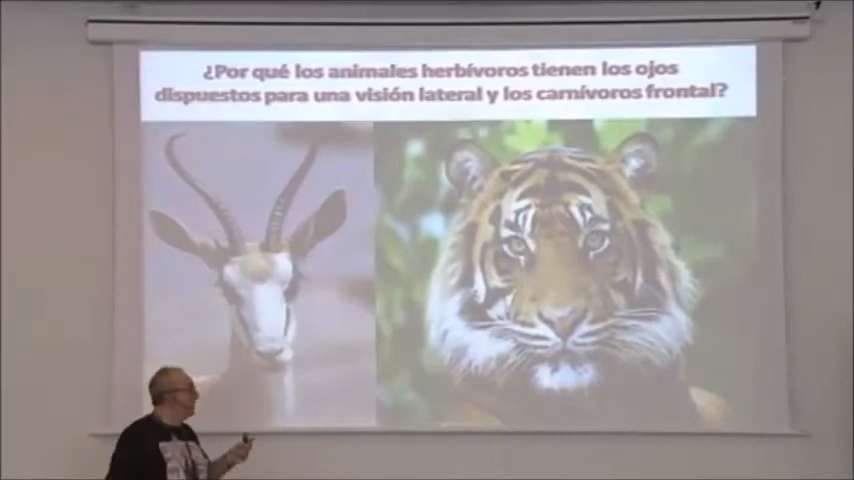 ¿Por qué los animales herbívoros tienen los ojos
dispuestos para una visión lateral y los carnívoros frontal?